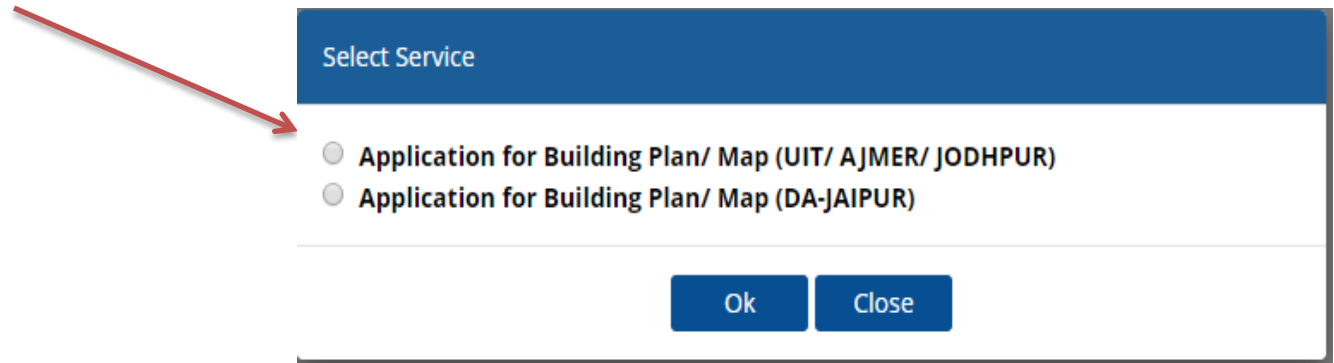 Select Service
Application for Building Plan/ Map (UIT/ AJMER/ JODHPUR)
Application for Building Plan/ Map (DA-JAIPUR)
Ok Close